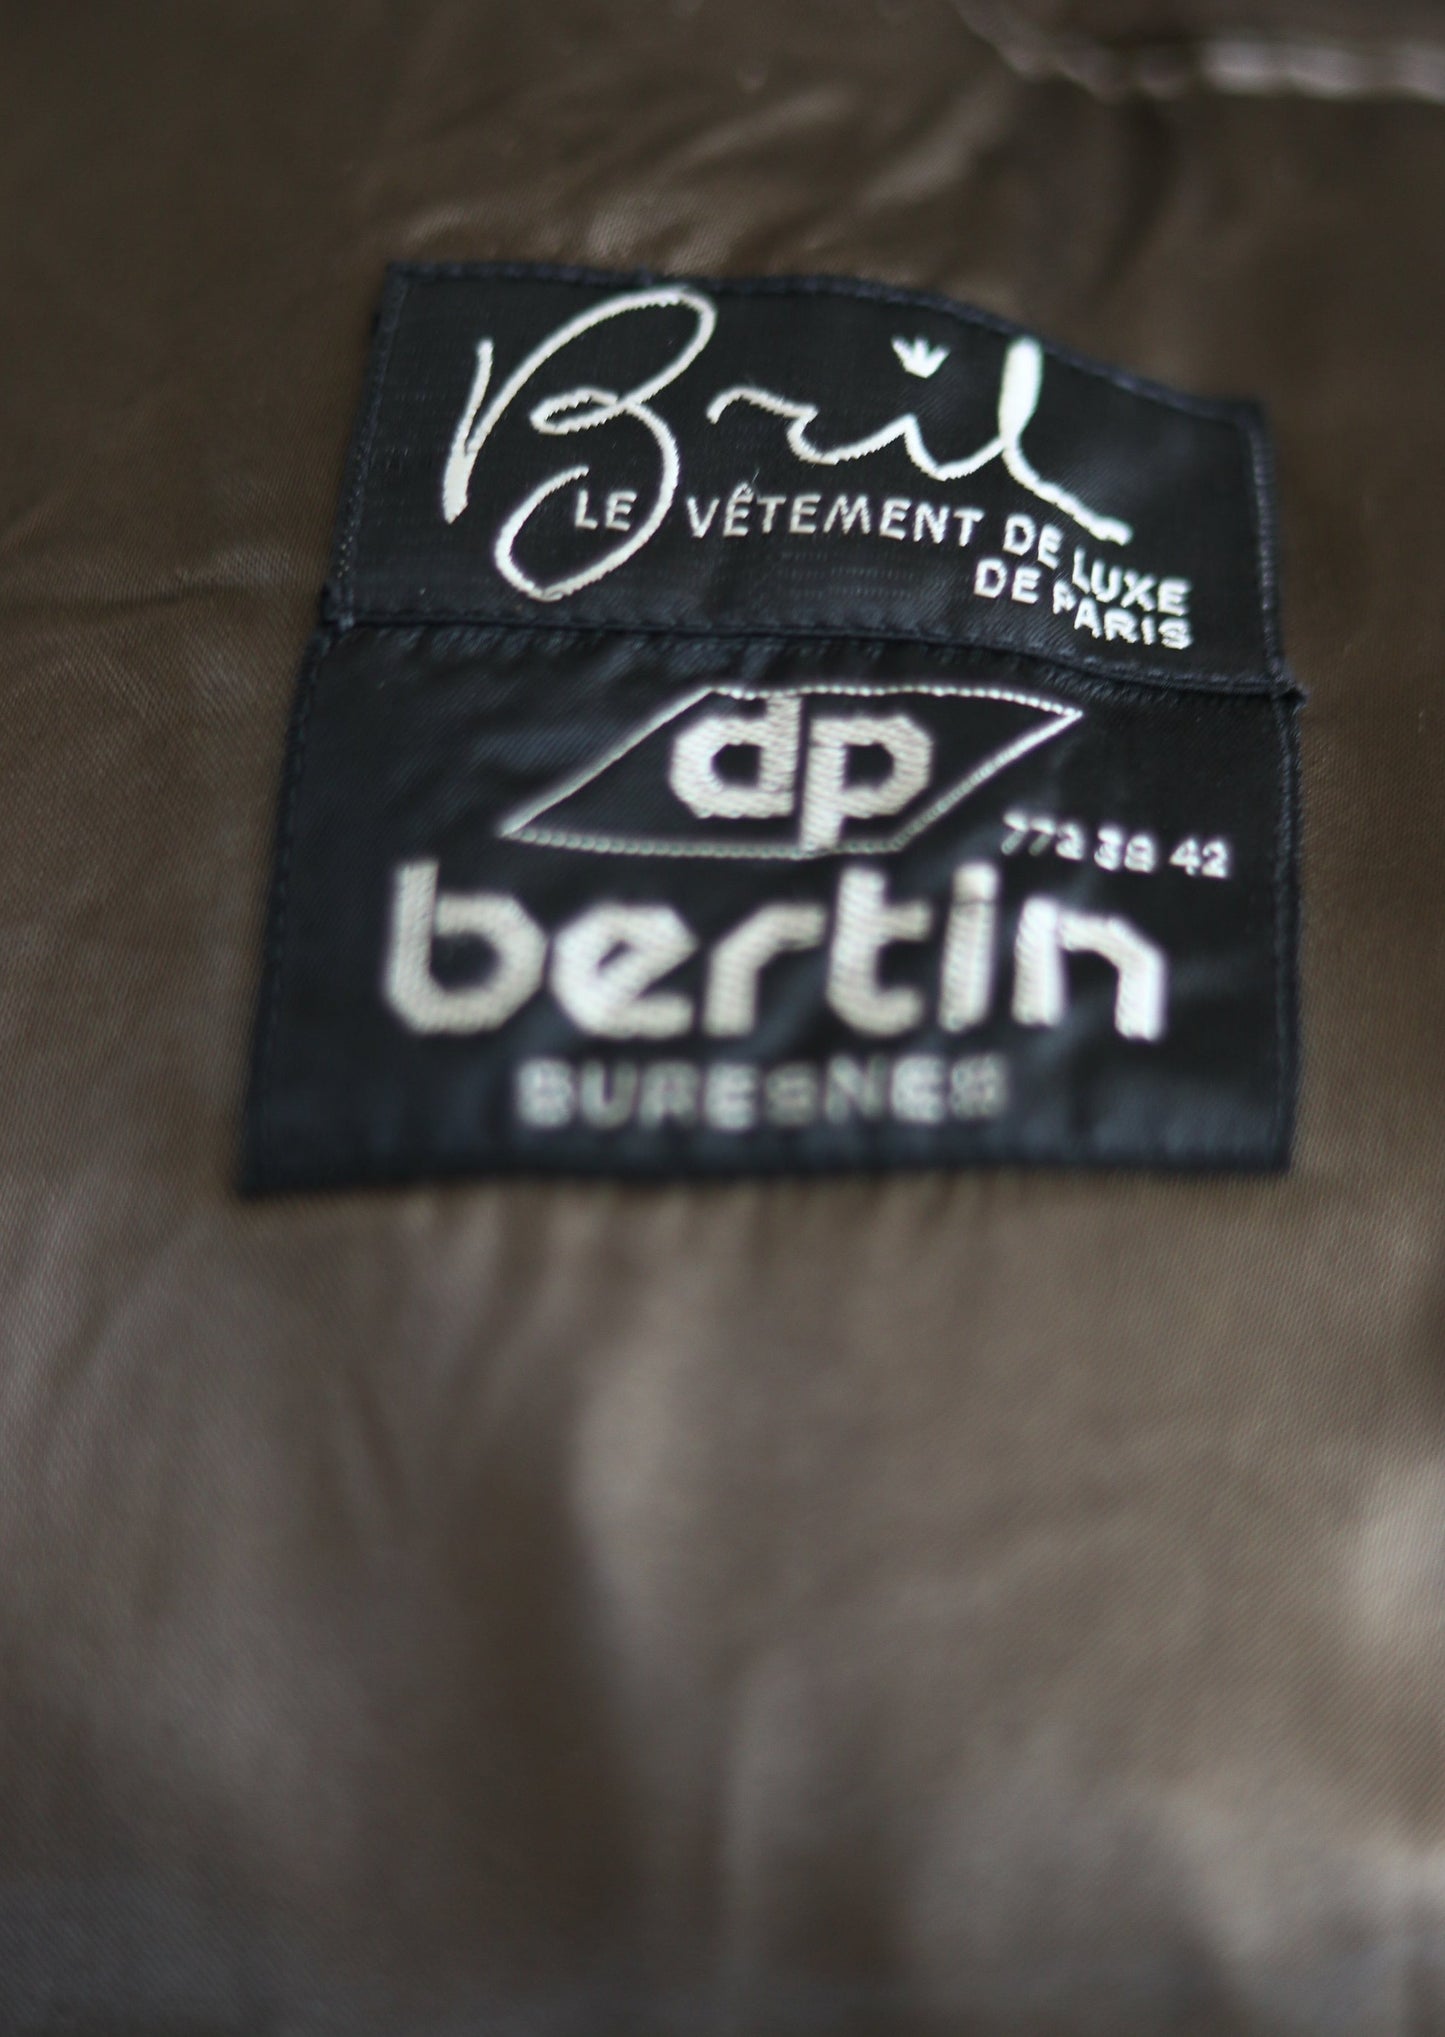 Bril
LE VÊTEMENT DE LUXE
DE PARIS
dp
772 38 42
bertin